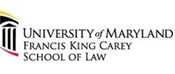 UNIVERSITY of MARYLAND
FRANCIS KING CAREY
SCHOOL OF LAW